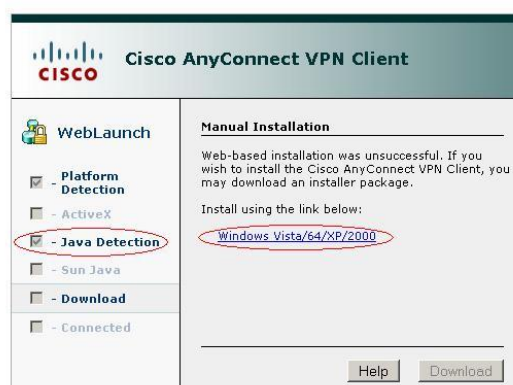 CISCO
Cisco AnyConnect VPN Client
WebLaunch
- Platform
Detection
- ActiveX
- Java Detection
- Sun Java
- Download
- Connected
Manual Installation
Web-based installation was unsuccessful. If you
wish to install the Cisco AnyConnect VPN Client, you
may download an installer package.
Install using the link below:
Windows Vista/64/XP/2000
Help
Download